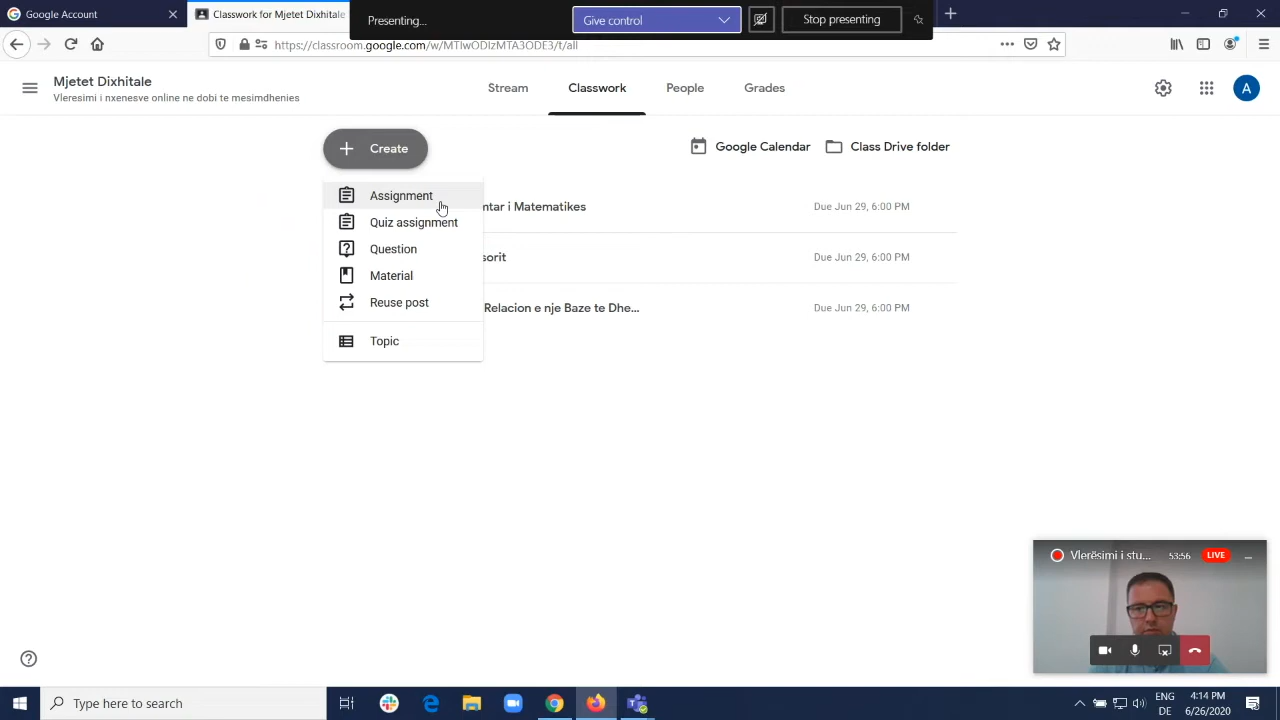 Google Account
Classwork for Mjetet Dixhitale
Presenting...
Give control
Stop presenting
https://classroom.google.com/w/MTIwODIzMTA3ODE3/t/all
Mjetet Dixhitale
Vleresimi i nxenesve online ne dobi te mesimdhenies
Stream
Classwork
People
Grades
A
Create
Google Calendar
Class Drive folder
Assignment
Quiz assignment
Question
Material
Reuse post
Topic
ntar i Matematikes
Due Jun 29, 6:00 PM
sorit
Due Jun 29, 6:00 PM
Relacion e nje Baze te Dhe...
Due Jun 29, 6:00 PM
Vlerësimi i stu...
53:56
LIVE
Type here to search
ENG
DE
4:14 PM
6/26/2020